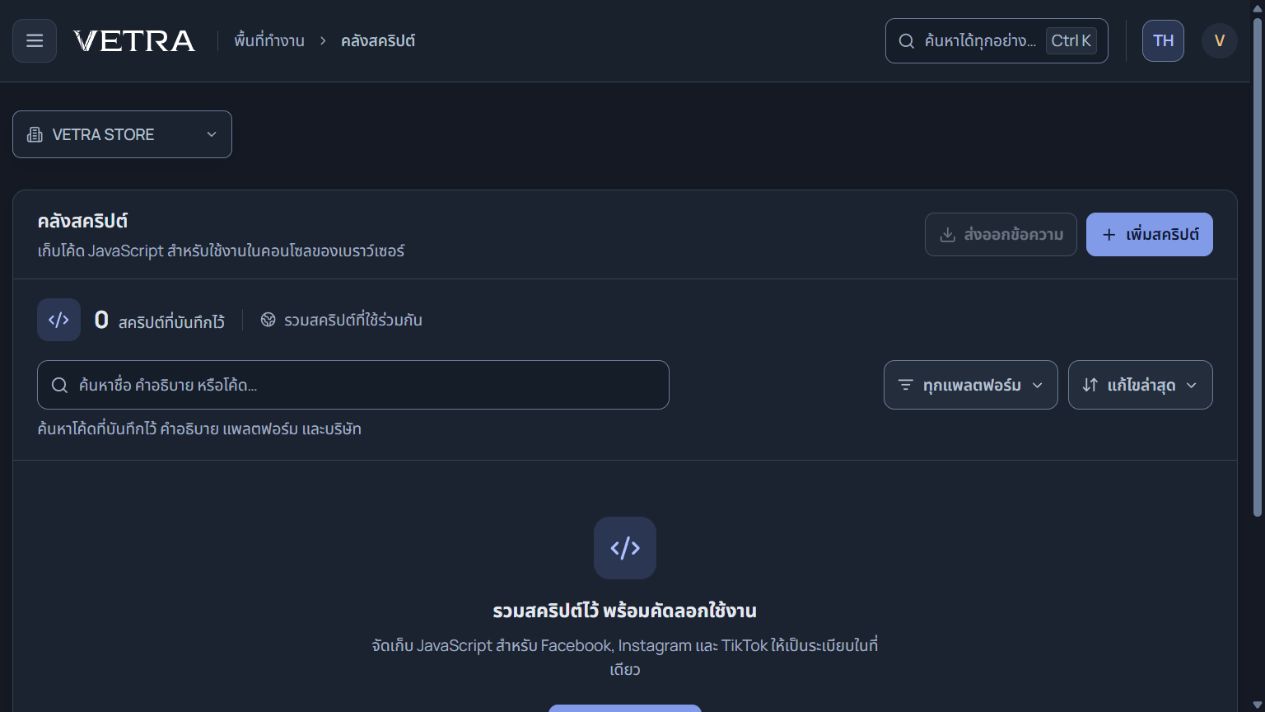 VETRA
พื้นที่ทำงาน > คลังสคริปต์
ค้นหาได้ทุกอย่าง... Ctrl K
TH
V
VETRA STORE
คลังสคริปต์
เก็บโค้ด JavaScript สำหรับใช้งานในคอนโซลของเบราว์เซอร์
ส่งออกข้อความ
+ เพิ่มสคริปต์
</> 0 สคริปต์ที่บันทึกไว้
รวมสคริปต์ที่ใช้ร่วมกัน
ค้นหาชื่อ คำอธิบาย หรือโค้ด...
ทุกแพลตฟอร์ม
แก้ไขล่าสุด
ค้นหาโค้ดที่บันทึกไว้ คำอธิบาย แพลตฟอร์ม และบริษัท
</>
รวมสคริปต์ไว้ พร้อมคัดลอกใช้งาน
จัดเก็บ JavaScript สำหรับ Facebook, Instagram และ TikTok ให้เป็นระเบียบในที่
เดียว